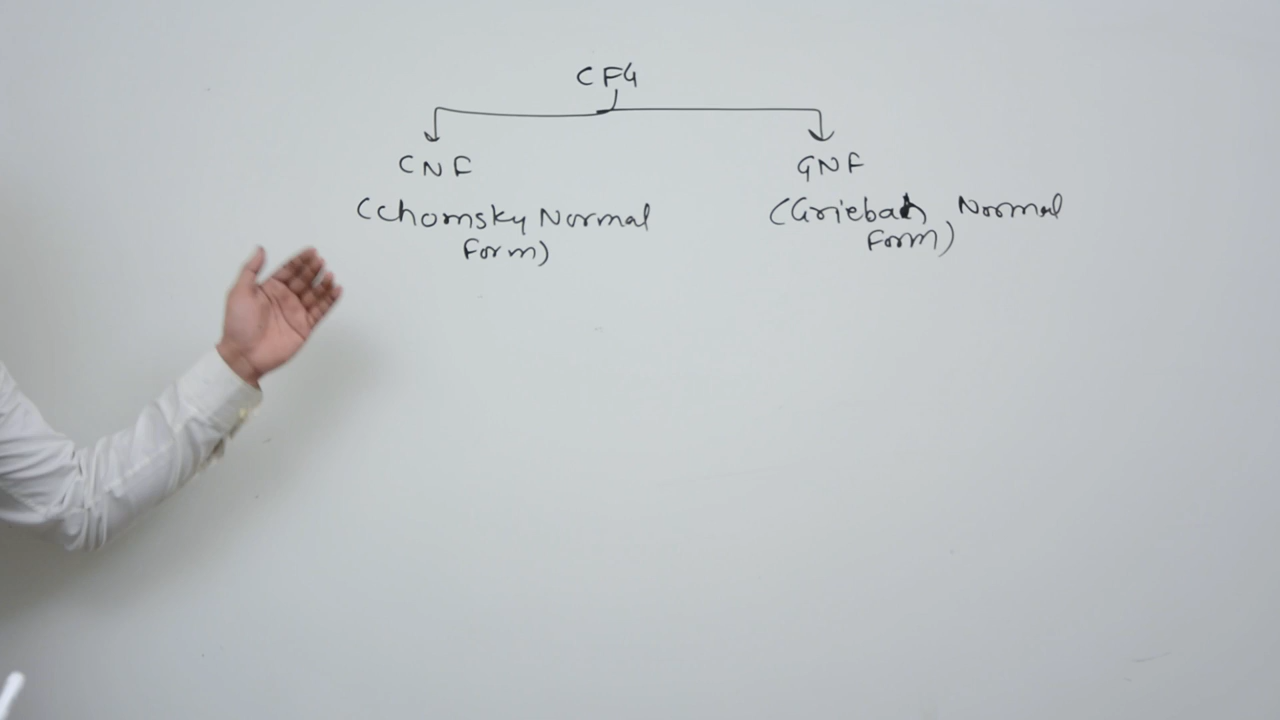 CFG
CNF
GNF
(Chomsky Normal
Form)
(Griebach Normal
Form)